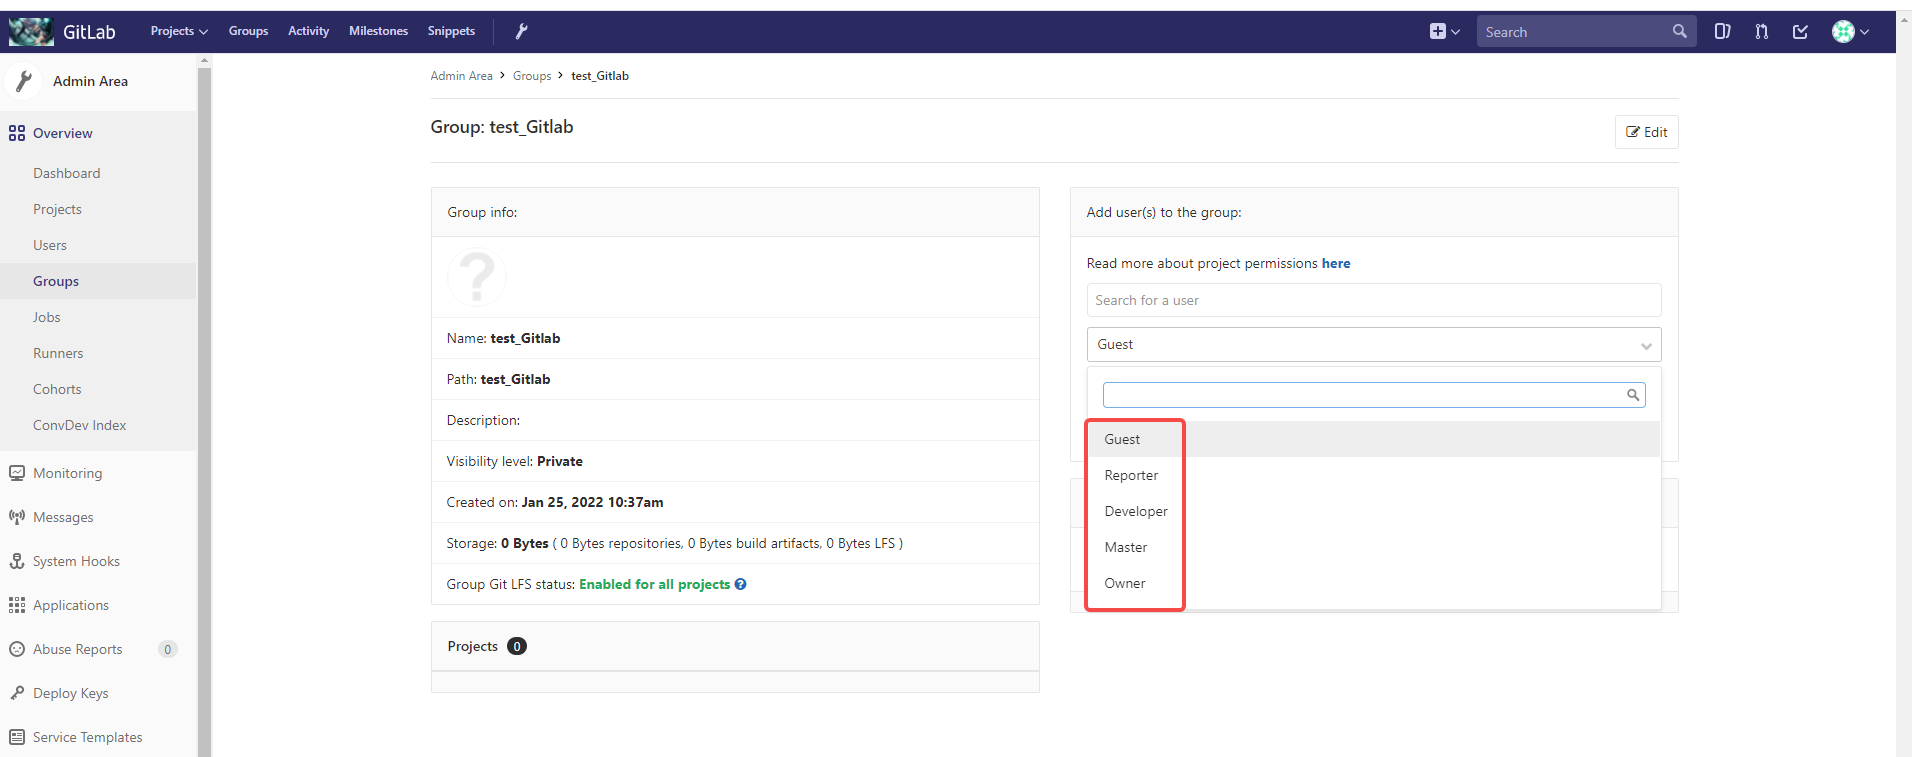 GitLab
Projects
Groups
Activity
Milestones
Snippets
Search
Admin Area
Overview
Dashboard
Projects
Users
Groups
Jobs
Runners
Cohorts
ConvDev Index
Monitoring
Messages
System Hooks
Applications
Abuse Reports 0
Deploy Keys
Service Templates
Admin Area > Groups > test_Gitlab
Group: test_Gitlab
Edit
Group info:
?
Name: test_Gitlab
Path: test_Gitlab
Description:
Visibility level: Private
Created on: Jan 25, 2022 10:37am
Storage: 0 Bytes ( 0 Bytes repositories, 0 Bytes build artifacts, 0 Bytes LFS )
Group Git LFS status: Enabled for all projects ?
Projects 0
Add user(s) to the group:
Read more about project permissions here
Search for a user
Guest
Guest
Reporter
Developer
Master
Owner